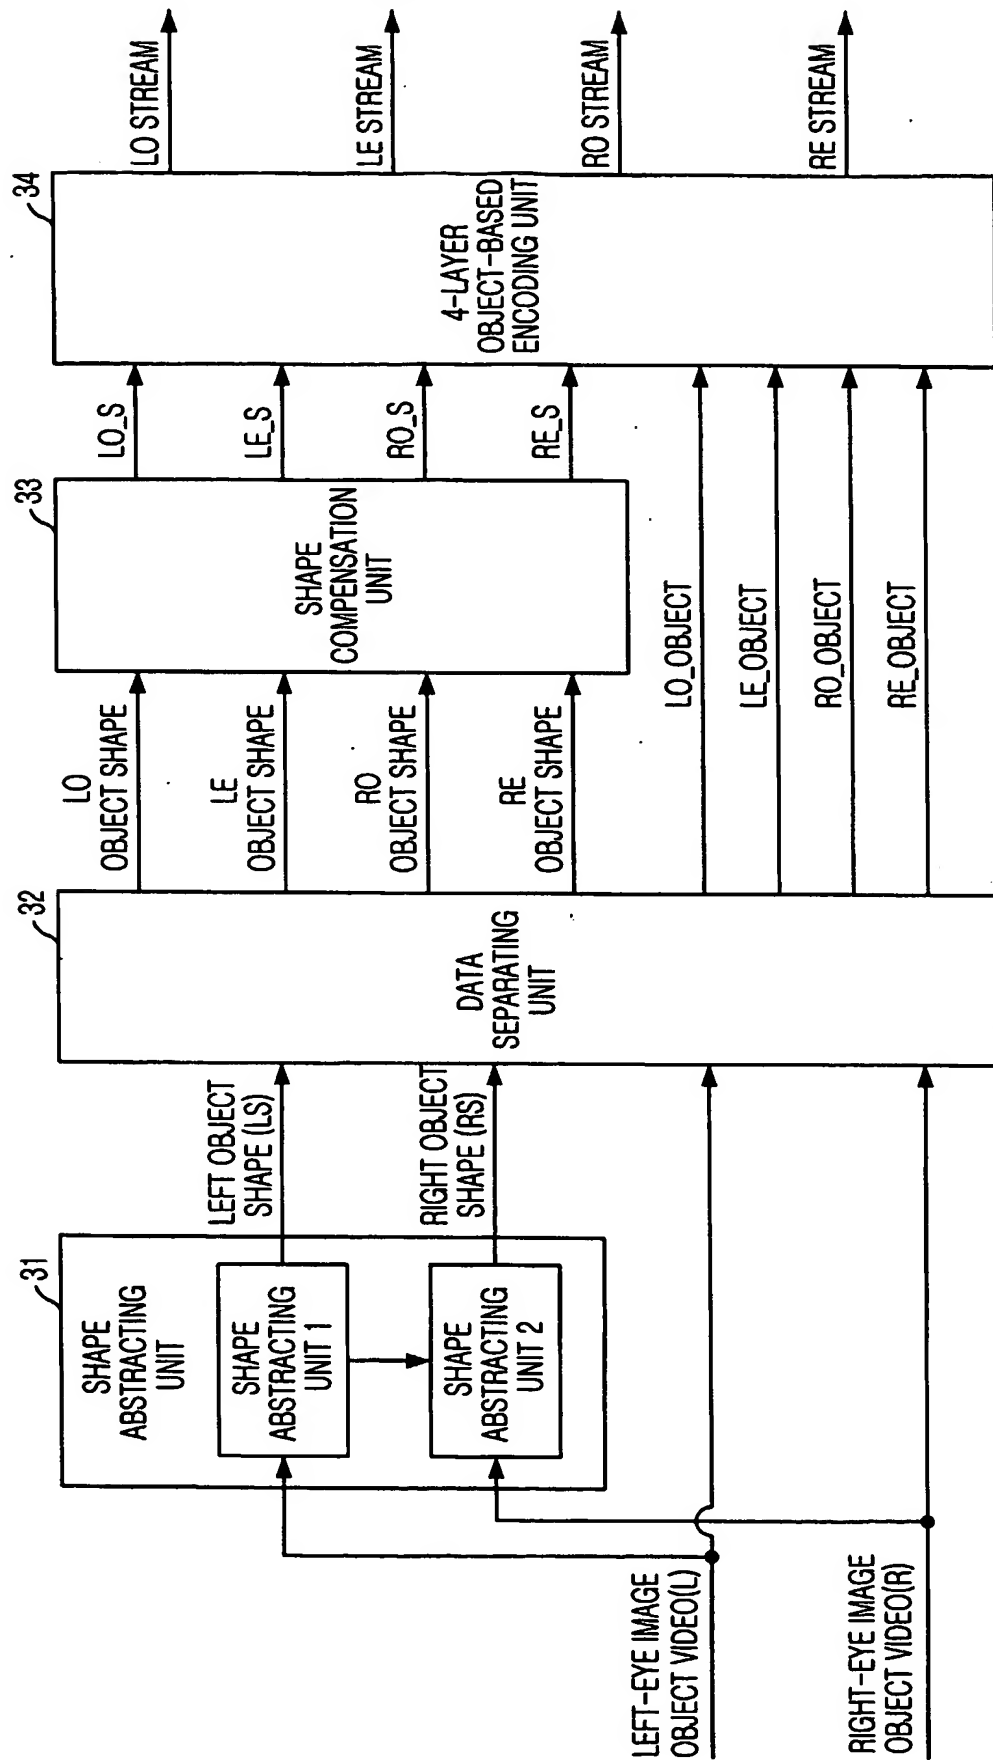 LEFT-EYE IMAGE
OBJECT VIDEO(L)
RIGHT-EYE IMAGE
OBJECT VIDEO(R)
31
SHAPE
ABSTRACTING
UNIT
SHAPE
ABSTRACTING
UNIT 1
SHAPE
ABSTRACTING
UNIT 2
LEFT OBJECT
SHAPE (LS)
RIGHT OBJECT
SHAPE (RS)
32
DATA
SEPARATING
UNIT
LO
OBJECT SHAPE
LE
OBJECT SHAPE
RO
OBJECT SHAPE
RE
OBJECT SHAPE
LO_OBJECT
LE_OBJECT
RO_OBJECT
RE_OBJECT
33
SHAPE
COMPENSATION
UNIT
LO_S
LE_S
RO_S
RE_S
34
4-LAYER
OBJECT-BASED
ENCODING UNIT
LO STREAM
LE STREAM
RO STREAM
RE STREAM